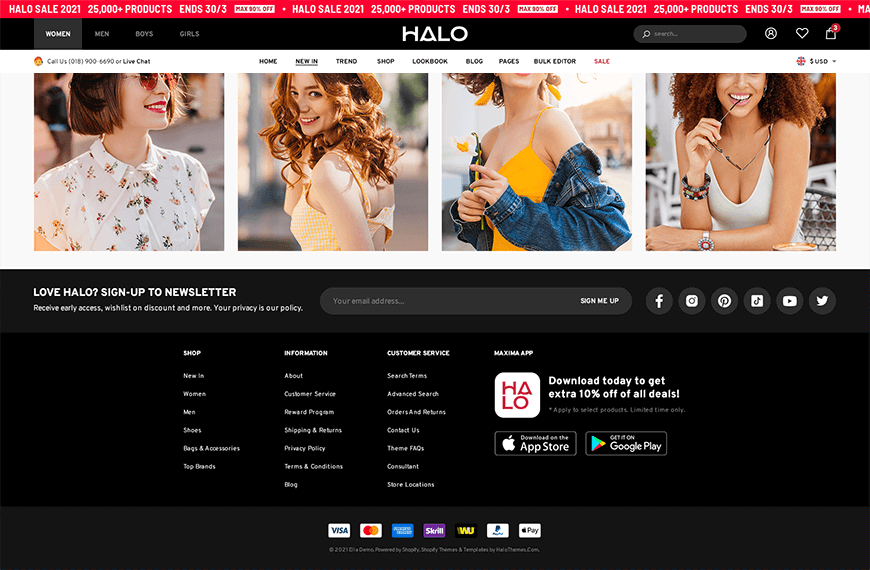 HALO SALE 2021 25,000+ PRODUCTS ENDS 30/3 MAX 90% OFF • HALO SALE 2021 25,000+ PRODUCTS ENDS 30/3 MAX 90% OFF • HALO SALE 2021 25,000+ PRODUCTS ENDS 30/3 MAX 90% OFF • HA
WOMEN MEN BOYS GIRLS HALO search... 3
Call Us (018) 900-6690 or Live Chat HOME NEW IN TREND SHOP LOOKBOOK BLOG PAGES BULK EDITOR SALE $ USD
LOVE HALO? SIGN-UP TO NEWSLETTER
Receive early access, wishlist on discount and more. Your privacy is our policy.
Your email address... SIGN ME UP
SHOP
New In
Women
Men
Shoes
Bags & Accessories
Top Brands
INFORMATION
About
Customer Service
Reward Program
Shipping & Returns
Privacy Policy
Terms & Conditions
Blog
CUSTOMER SERVICE
Search Terms
Advanced Search
Orders And Returns
Contact Us
Theme FAQs
Consultant
Store Locations
MAXIMA APP
HA
LO
Download today to get
extra 10% off of all deals!
* Apply to select products. Limited time only.
Download on the
App Store
GET IT ON
Google Play
VISA mastercard AMERICAN EXPRESS Skrill WU PayPal Pay
© 2021 Ella Demo. Powered by Shopify. Shopify Themes & Templates by HaloThemes.Com.